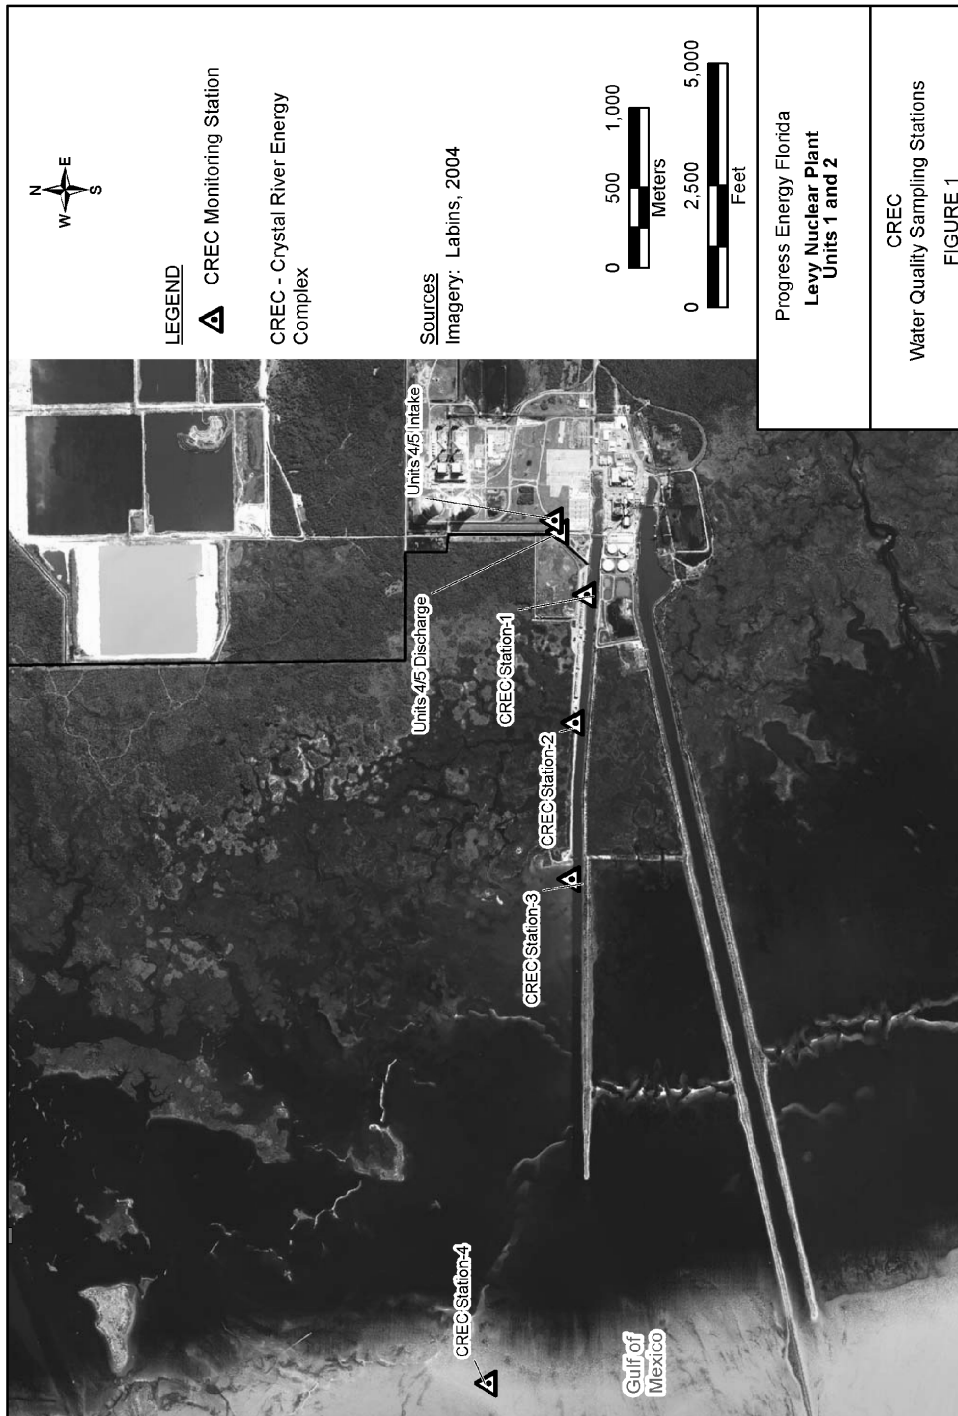 N
W
E
S
LEGEND
CREC Monitoring Station
CREC - Crystal River Energy
Complex
Sources
Imagery: Labins, 2004
0 500 1,000
Meters
0 2,500 5,000
Feet
Progress Energy Florida
Levy Nuclear Plant
Units 1 and 2
CREC
Water Quality Sampling Stations
FIGURE 1
Units 4/5 Intake
Units 4/5 Discharge
CREC Station-1
CREC Station-2
CREC Station-3
CREC Station-4
Gulf of
Mexico